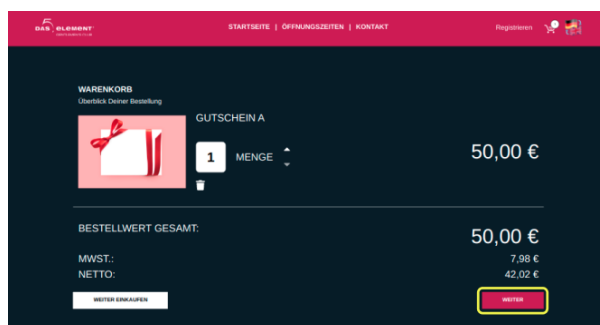 DAS 5. ELEMENT
STARTSEITE | ÖFFNUNGSZEITEN | KONTAKT
Registrieren
WARENKORB
Überblick Deiner Bestellung
GUTSCHEIN A
1 MENGE
50,00 €
BESTELLWERT GESAMT:
50,00 €
MWST.:
7,98 €
NETTO:
42,02 €
WEITER EINKAUFEN
WEITER